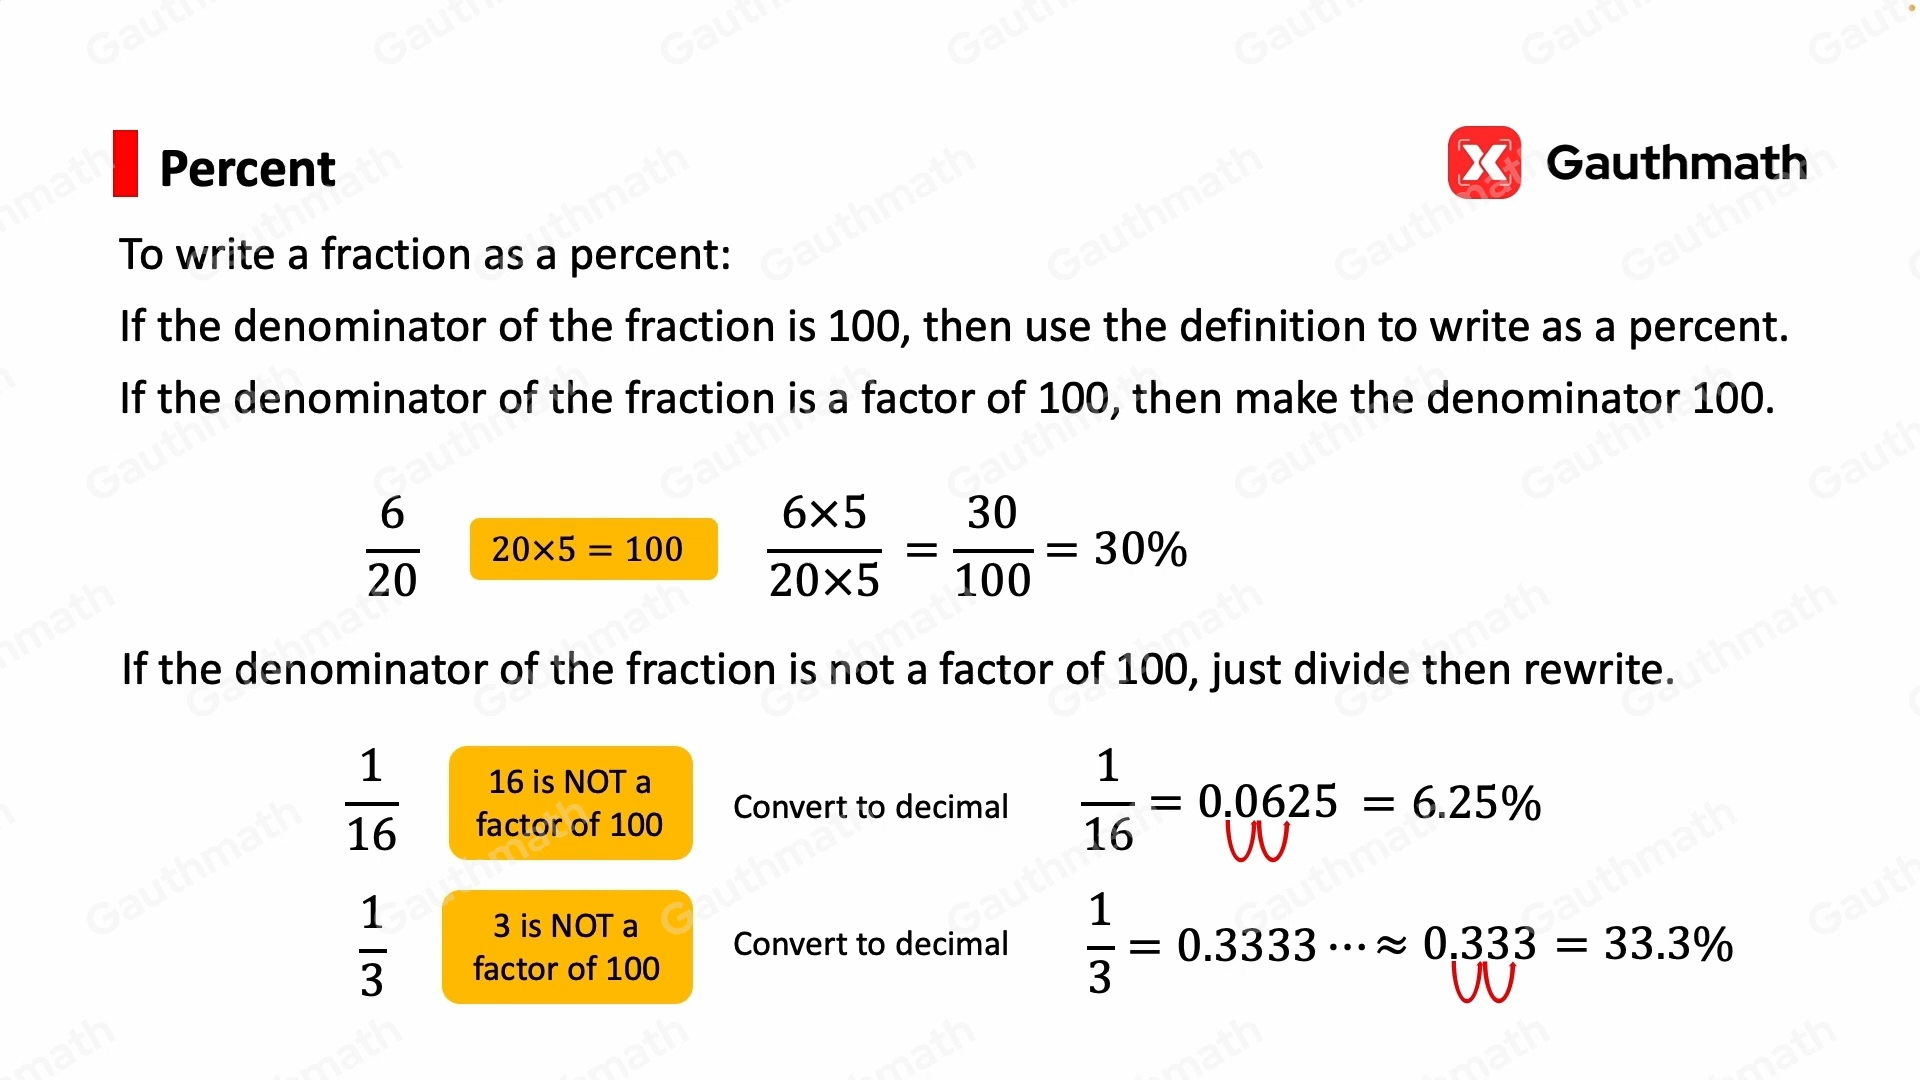 Percent
Gauthmath
To write a fraction as a percent:
If the denominator of the fraction is 100, then use the definition to write as a percent.
If the denominator of the fraction is a factor of 100, then make the denominator 100.
6/20 20×5 = 100 6×5/20×5 = 30/100 = 30%
If the denominator of the fraction is not a factor of 100, just divide then rewrite.
1/16 16 is NOT a factor of 100 Convert to decimal 1/16 = 0.0625 = 6.25%
1/3 3 is NOT a factor of 100 Convert to decimal 1/3 = 0.3333 ⋯ ≈ 0.333 = 33.3%